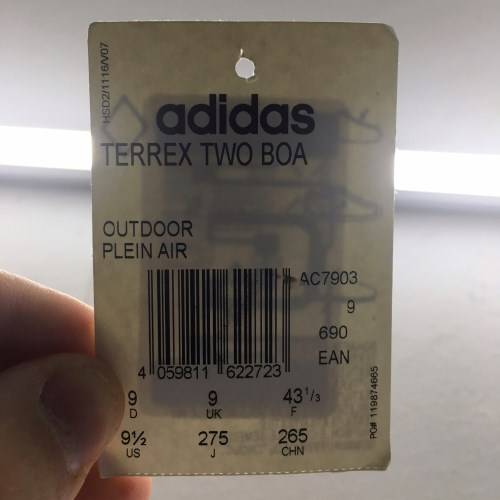 HSD2/1116/V07
adidas
TERREX TWO BOA
OUTDOOR
PLEIN AIR
AC7903
9
690
EAN
4 059811 622723
9 9 43 1/3
D UK F
9½ 275 265
US J CHN
PO# 119874665